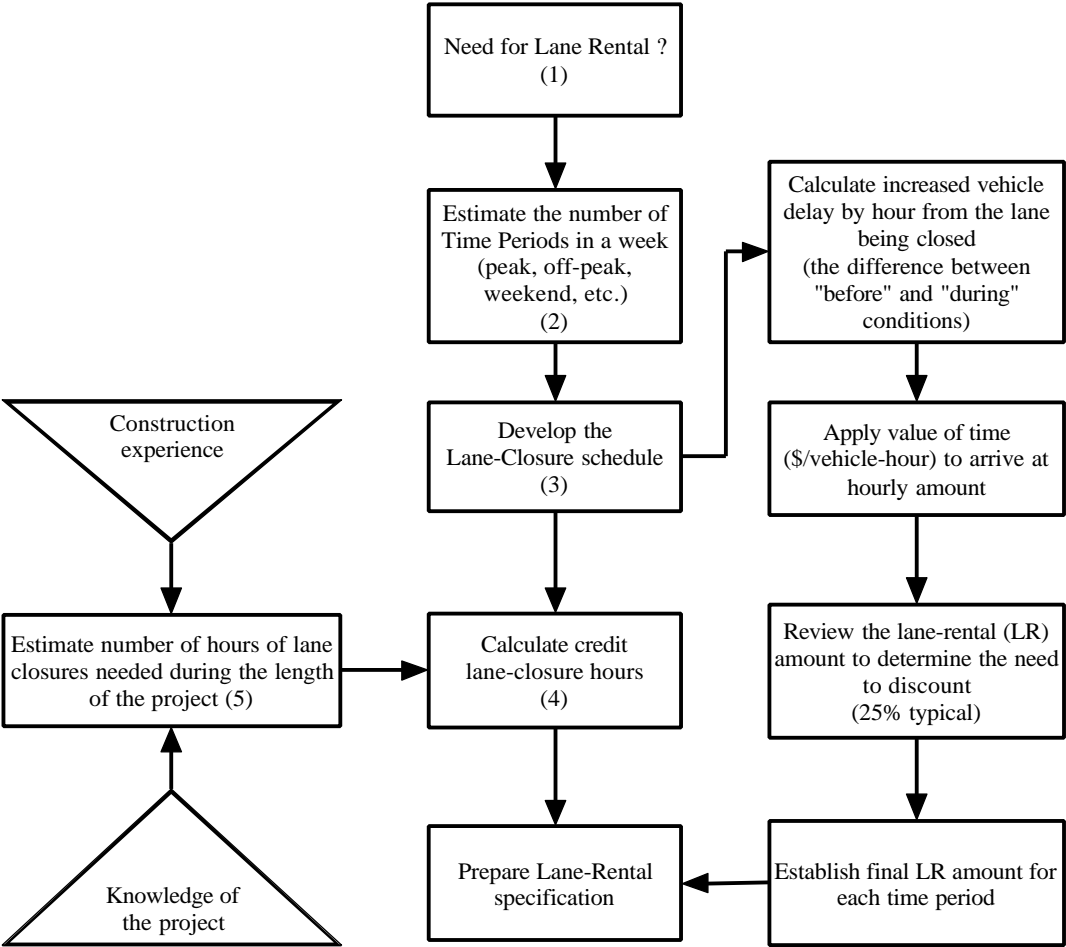 Need for Lane Rental ?
(1)
Estimate the number of
Time Periods in a week
(peak, off-peak,
weekend, etc.)
(2)
Calculate increased vehicle
delay by hour from the lane
being closed
(the difference between
"before" and "during"
conditions)
Construction
experience
Develop the
Lane-Closure schedule
(3)
Apply value of time
($/vehicle-hour) to arrive at
hourly amount
Estimate number of hours of lane
closures needed during the length
of the project (5)
Calculate credit
lane-closure hours
(4)
Review the lane-rental (LR)
amount to determine the need
to discount
(25% typical)
Knowledge of
the project
Prepare Lane-Rental
specification
Establish final LR amount for
each time period